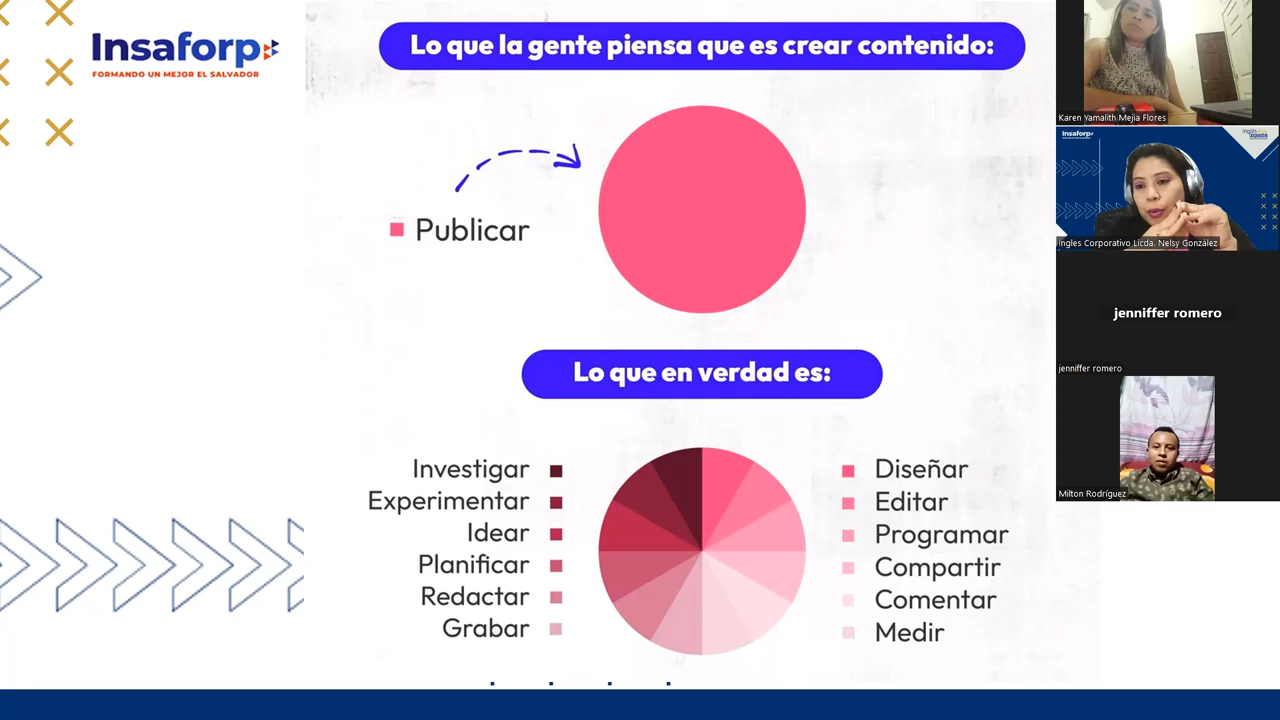 Insaforp
FORMANDO UN MEJOR EL SALVADOR
Lo que la gente piensa que es crear contenido:
Publicar
Lo que en verdad es:
Investigar
Experimentar
Idear
Planificar
Redactar
Grabar
Diseñar
Editar
Programar
Compartir
Comentar
Medir
Karen Yamalith Mejia Flores
Insaforp
Ingles Corporativo Licda. Nelsy González
jenniffer romero
jenniffer romero
Milton Rodríguez